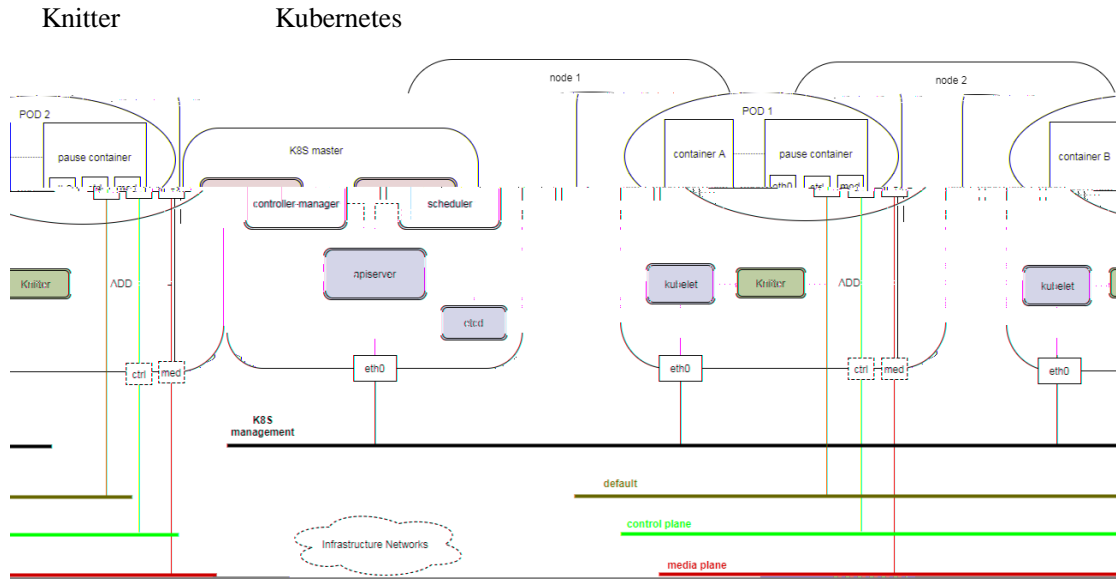 Knitter Kubernetes
node 1 node 2
POD 2 POD 1
K8S master
pause container container A pause container container B
eth0 med
controller-manager scheduler
apiserver
Knitter ADD kubelet Knitter ADD kubelet
etcd
ctrl med eth0 eth0 ctrl med eth0
K8S
management
default
control plane
Infrastructure Networks
media plane